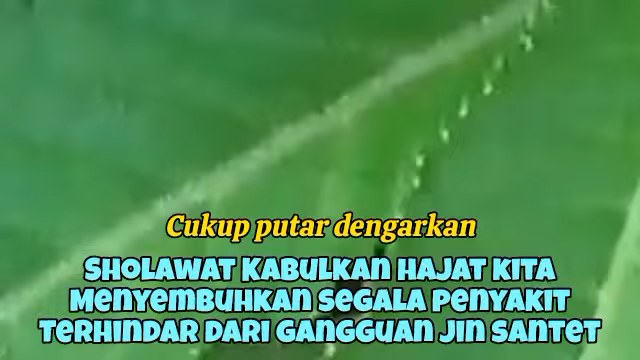 Cukup putar dengarkan
SHOLAWAT KABULKAN HAJAT KITA
MENYEMBUHKAN SEGALA PENYAKIT
TERHINDAR DARI GANGGUAN JIN SANTET